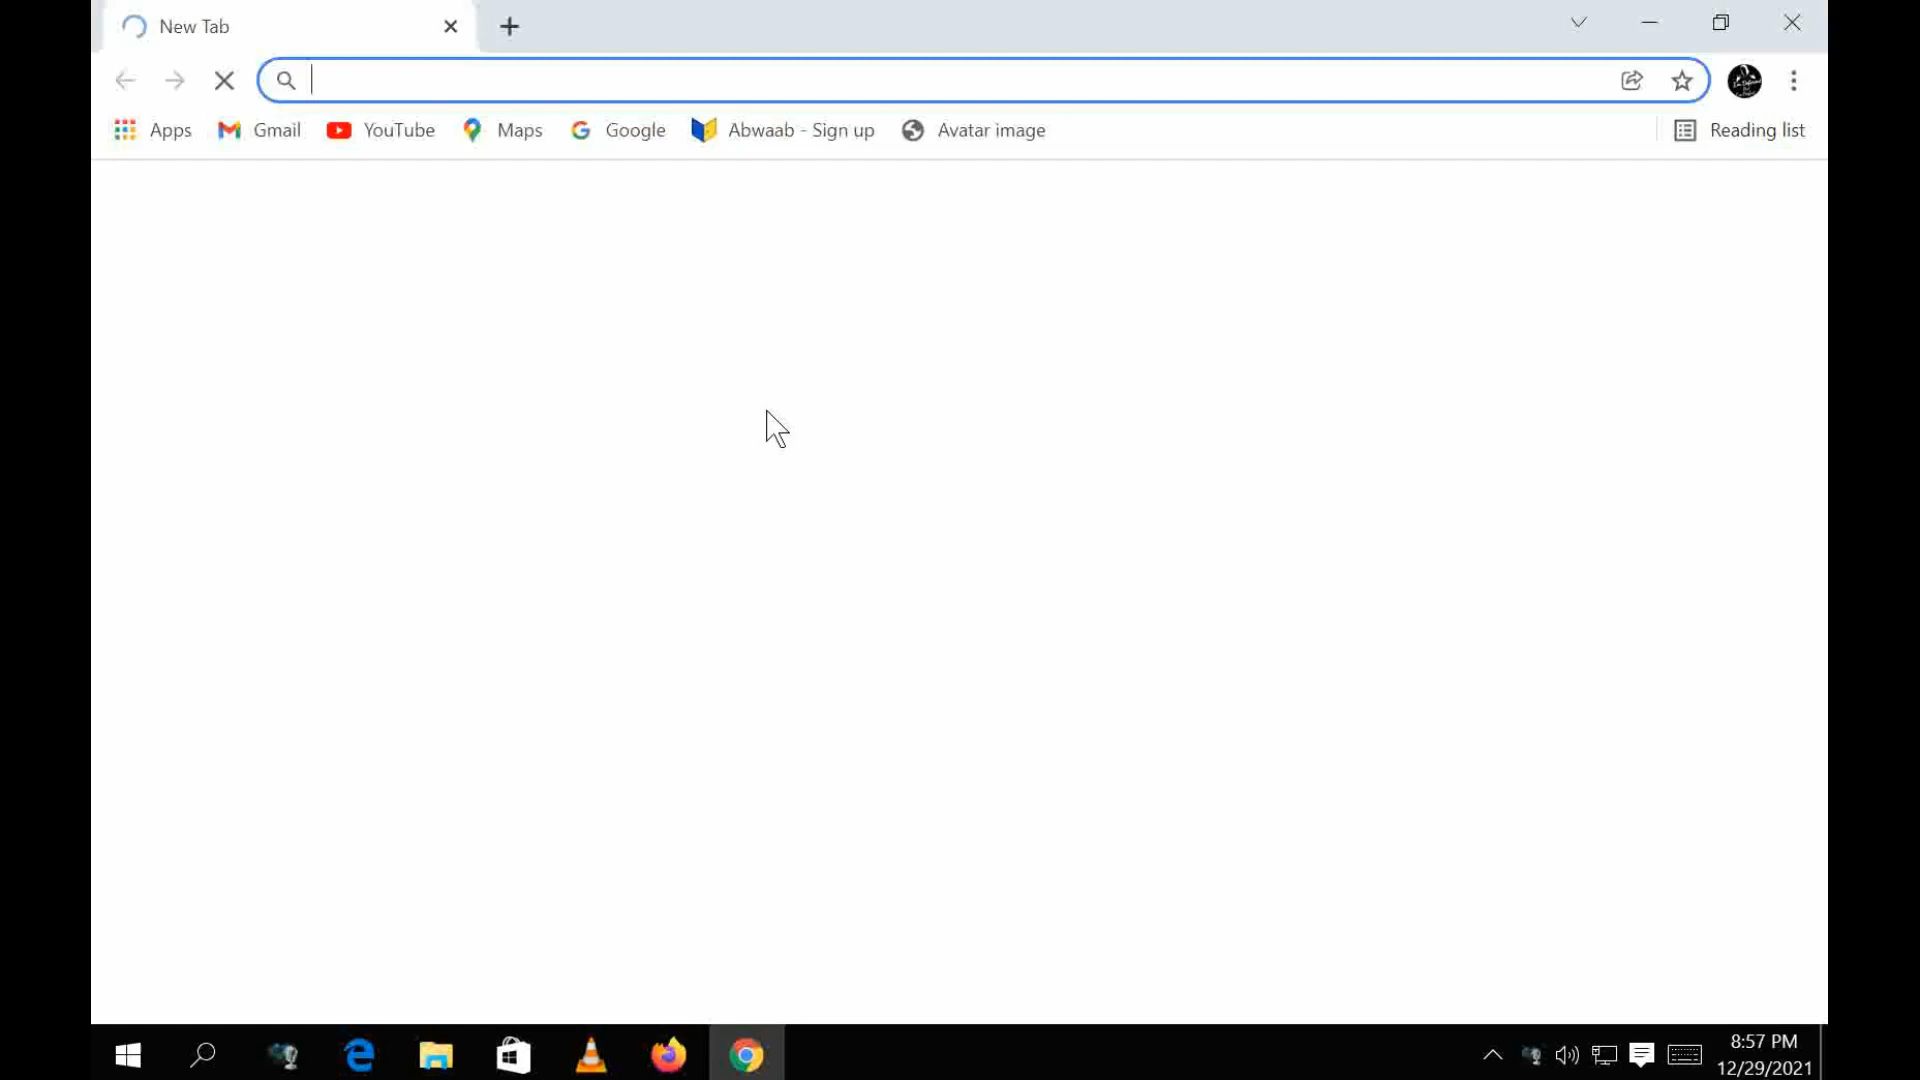 New Tab
Apps Gmail YouTube Maps Google Abwaab - Sign up Avatar image Reading list
8:57 PM
12/29/2021